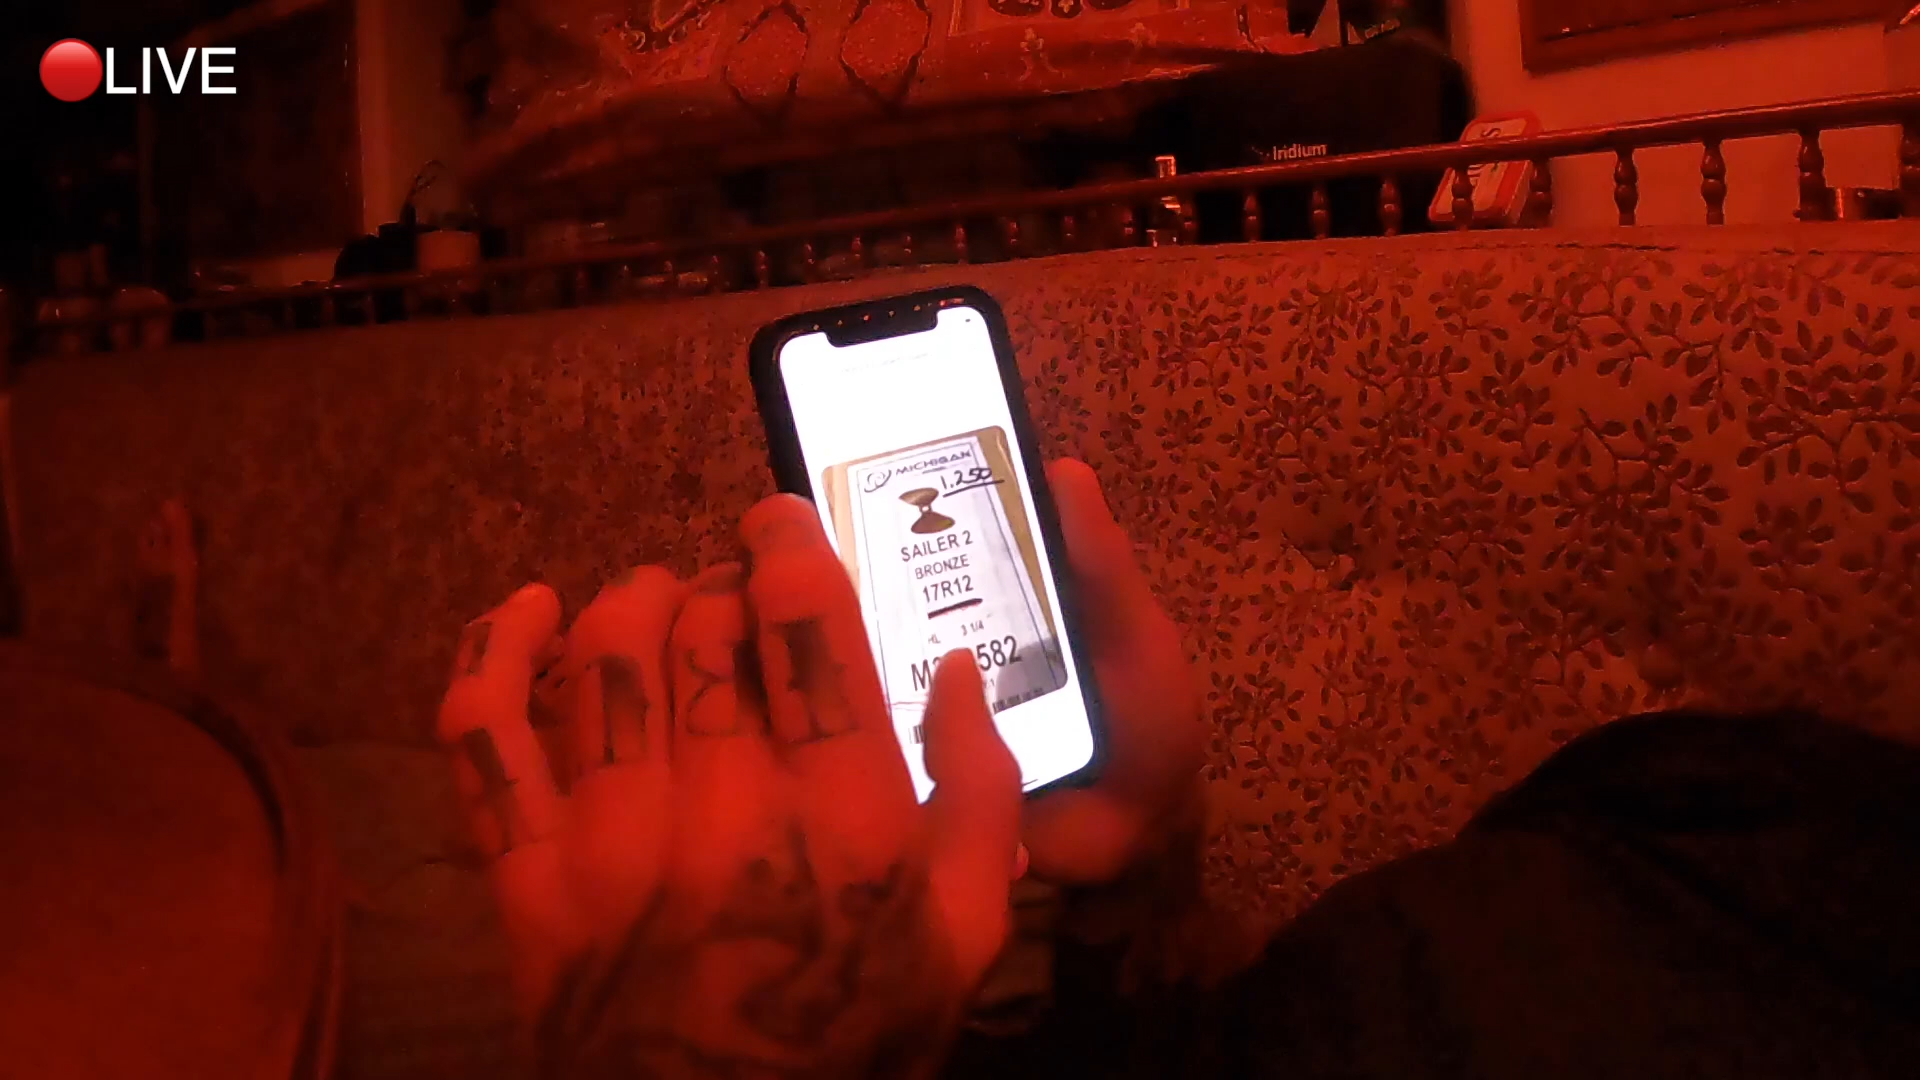 LIVE
Iridium
MICHIGAN
1.250
SAILER 2
BRONZE
17R12
3 1/4
582